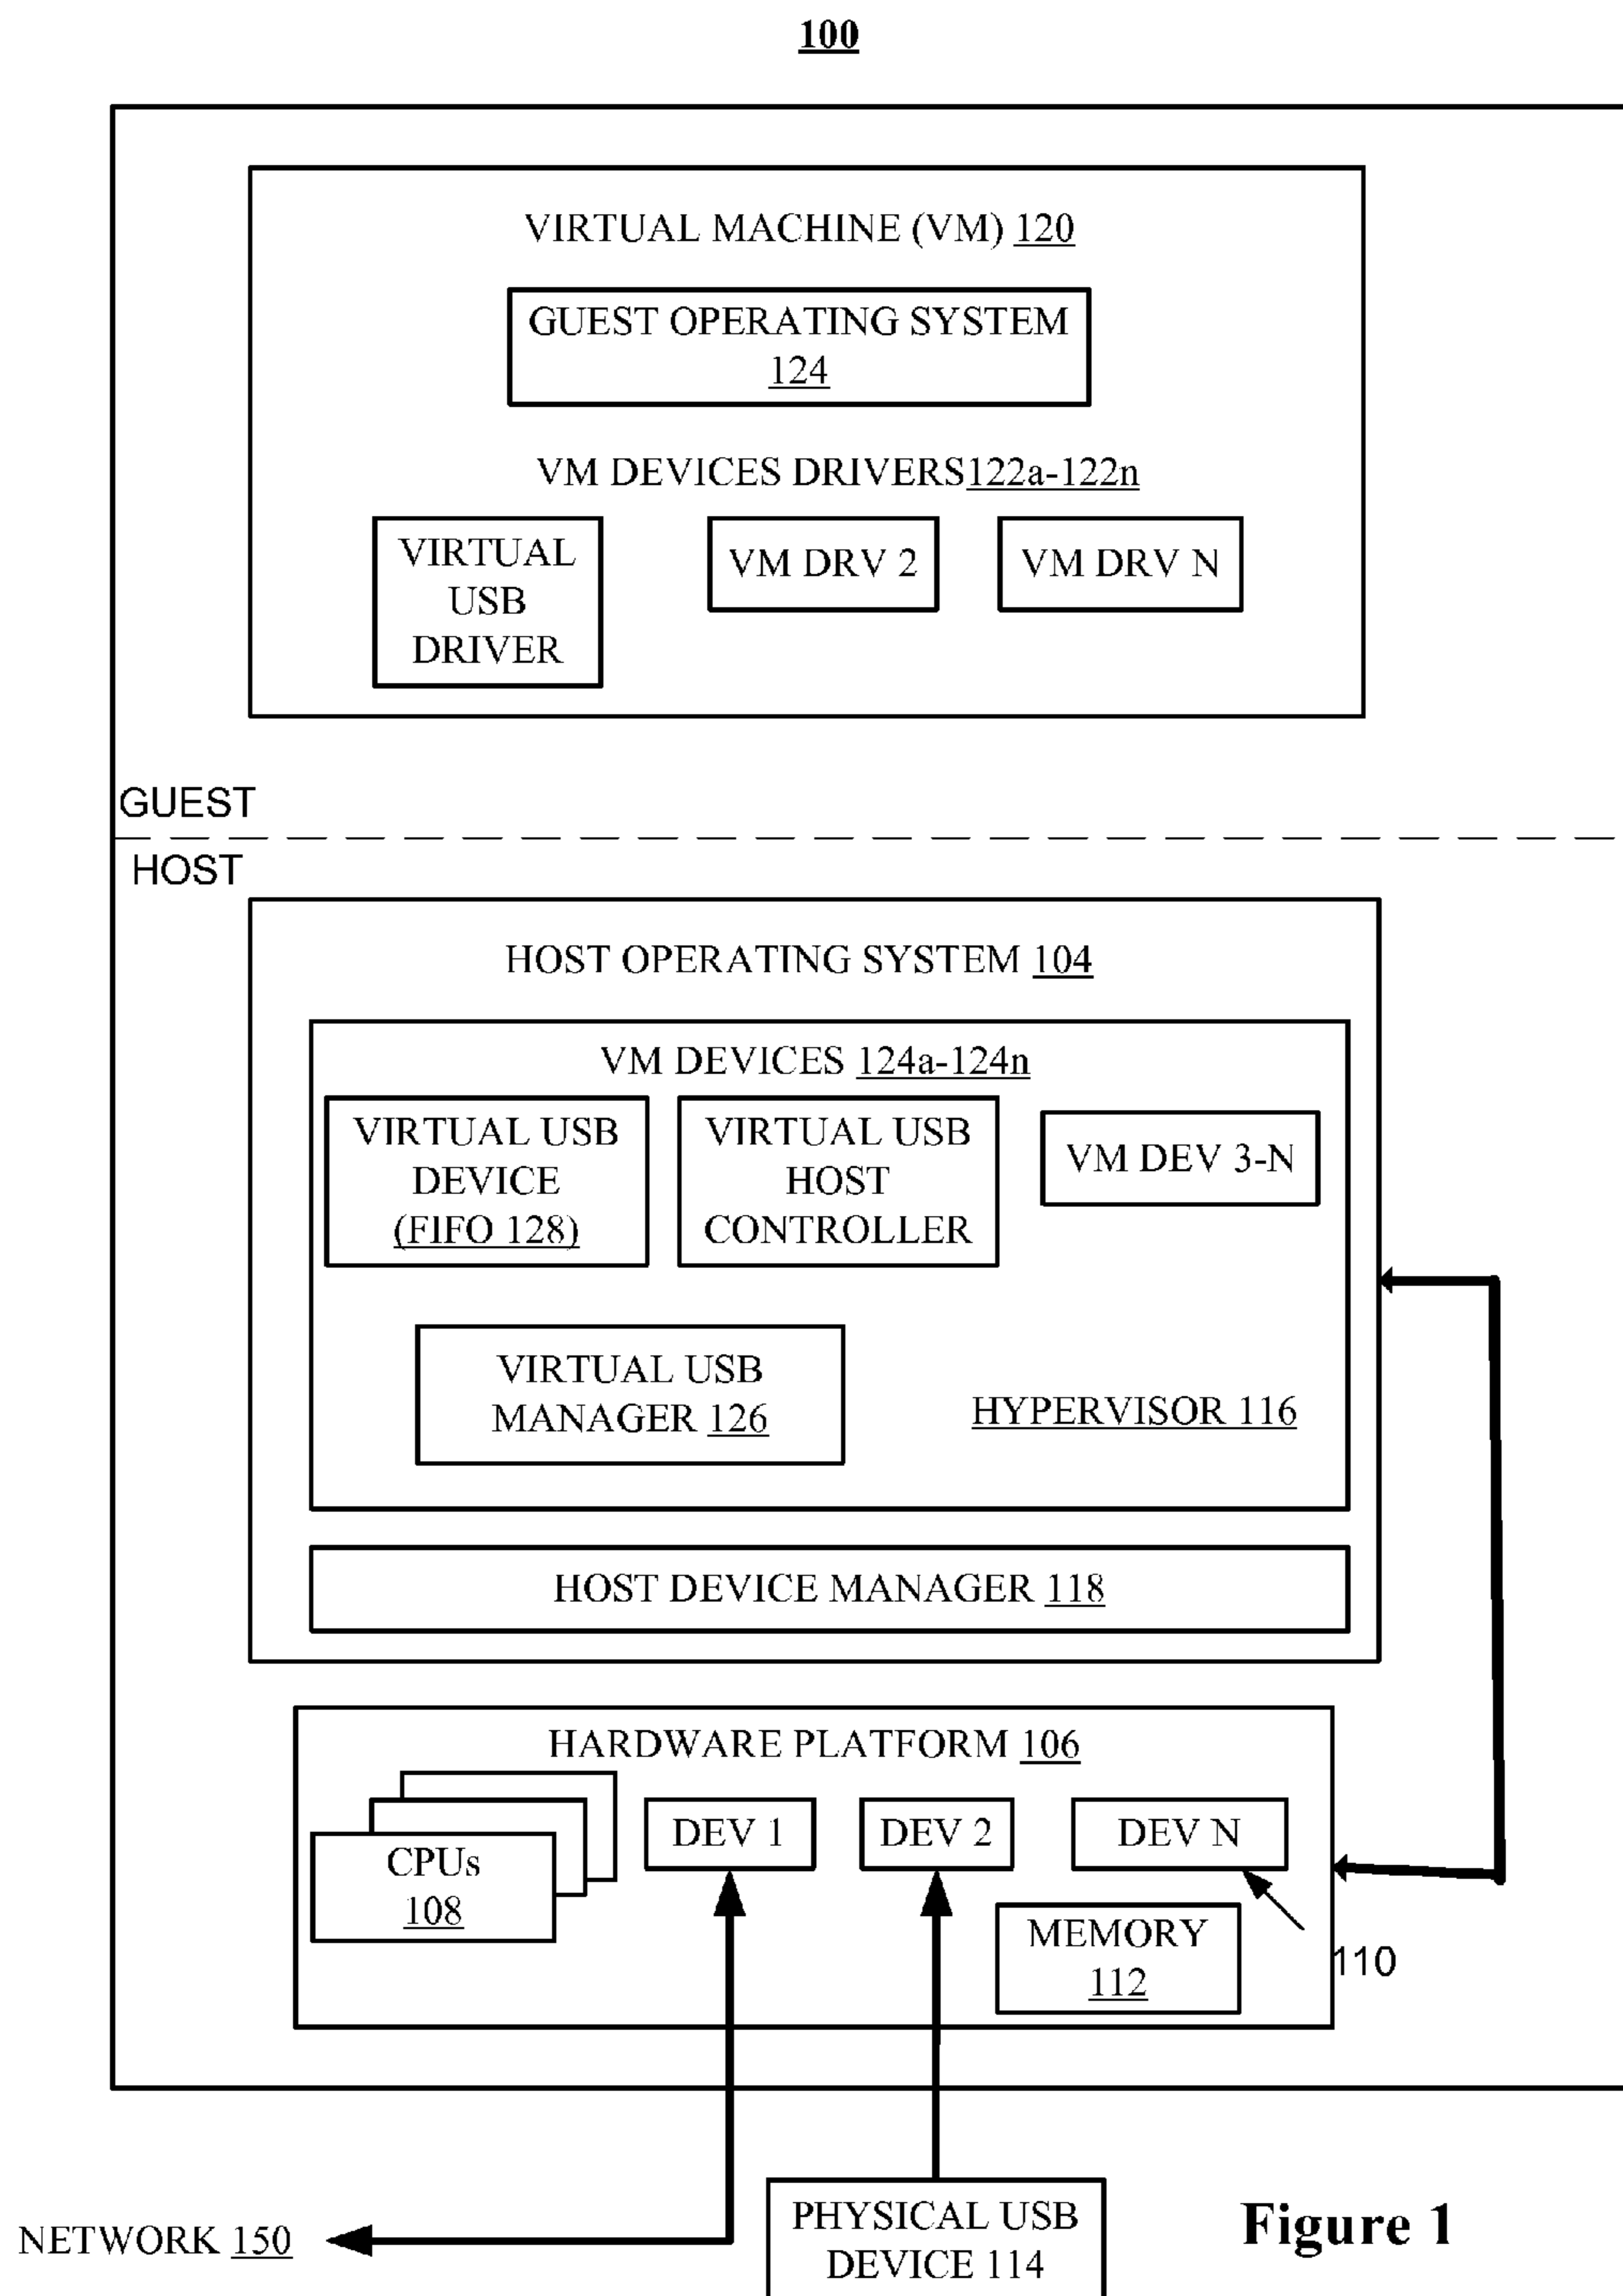 100
VIRTUAL MACHINE (VM) 120
GUEST OPERATING SYSTEM
124
VM DEVICES DRIVERS122a-122n
VIRTUAL
USB
DRIVER
VM DRV 2
VM DRV N
GUEST
HOST
HOST OPERATING SYSTEM 104
VM DEVICES 124a-124n
VIRTUAL USB
DEVICE
(FIFO 128)
VIRTUAL USB
HOST
CONTROLLER
VM DEV 3-N
VIRTUAL USB
MANAGER 126
HYPERVISOR 116
HOST DEVICE MANAGER 118
HARDWARE PLATFORM 106
CPUs
108
DEV 1
DEV 2
DEV N
MEMORY
112
110
NETWORK 150
PHYSICAL USB
DEVICE 114
Figure 1